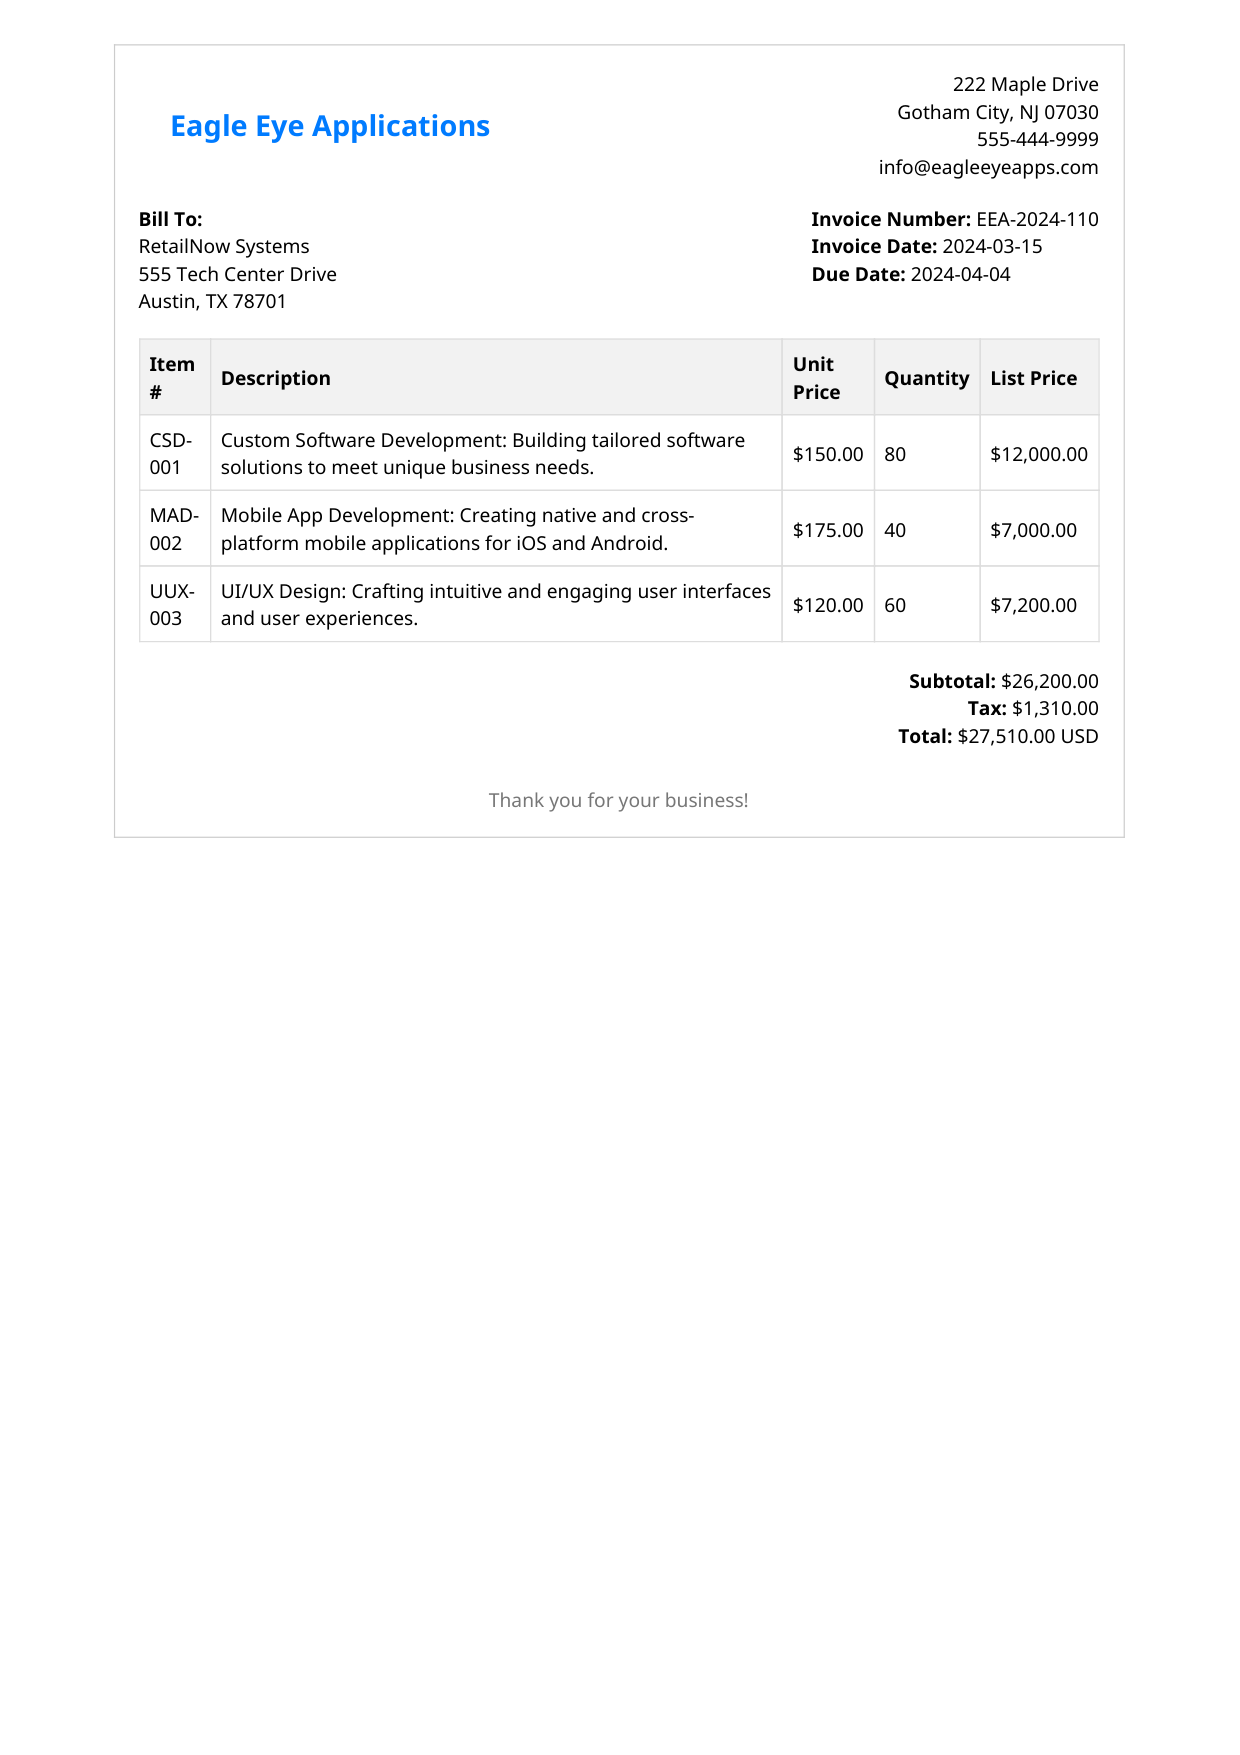 Eagle Eye Applications
222 Maple Drive
Gotham City, NJ 07030
555-444-9999
info@eagleeyeapps.com
Bill To:
RetailNow Systems
555 Tech Center Drive
Austin, TX 78701
Invoice Number: EEA-2024-110
Invoice Date: 2024-03-15
Due Date: 2024-04-04
Item
#
Description
Unit
Price
Quantity
List Price
CSD-
001
Custom Software Development: Building tailored software
solutions to meet unique business needs.
$150.00
80
$12,000.00
MAD-
002
Mobile App Development: Creating native and cross-
platform mobile applications for iOS and Android.
$175.00
40
$7,000.00
UUX-
003
UI/UX Design: Crafting intuitive and engaging user interfaces
and user experiences.
$120.00
60
$7,200.00
Subtotal: $26,200.00
Tax: $1,310.00
Total: $27,510.00 USD
Thank you for your business!